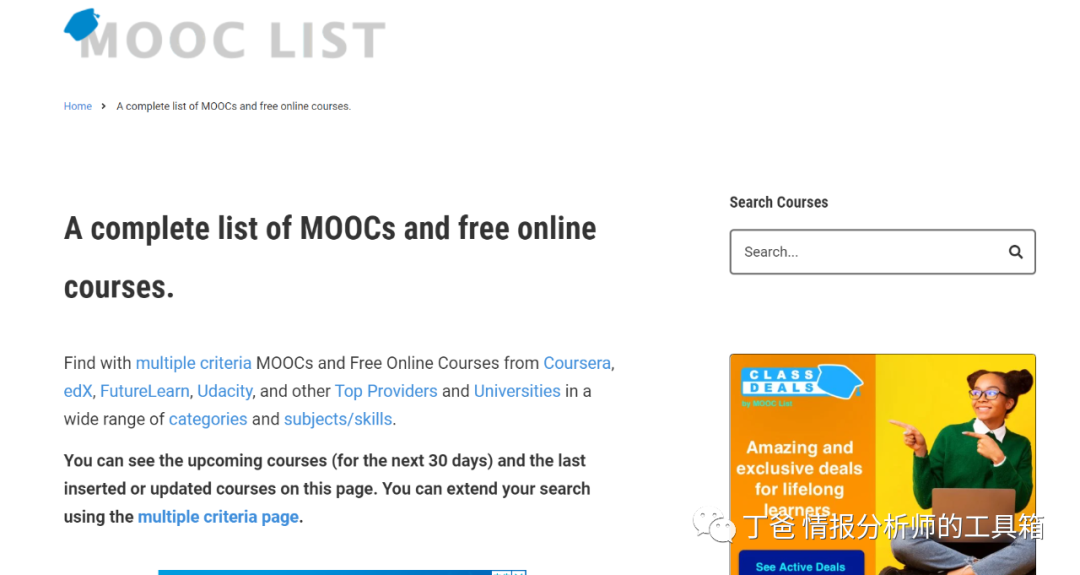 MOOC LIST
Home > A complete list of MOOCs and free online courses.
A complete list of MOOCs and free online
courses.
Find with multiple criteria MOOCs and Free Online Courses from Coursera,
edX, FutureLearn, Udacity, and other Top Providers and Universities in a
wide range of categories and subjects/skills.
You can see the upcoming courses (for the next 30 days) and the last
inserted or updated courses on this page. You can extend your search
using the multiple criteria page.
Search Courses
Search...
CLASS
DEALS
by MOOC List
Amazing and
exclusive deals
for lifelong
learners.
See Active Deals
丁爸 情报分析师的工具箱